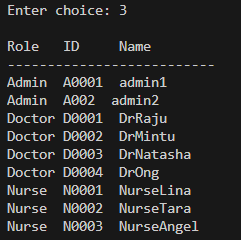 Enter choice: 3
Role   ID     Name
--------------------------
Admin  A0001  admin1
Admin  A002  admin2
Doctor D0001  DrRaju
Doctor D0002  DrMintu
Doctor D0003  DrNatasha
Doctor D0004  DrOng
Nurse  N0001  NurseLina
Nurse  N0002  NurseTara
Nurse  N0003  NurseAngel